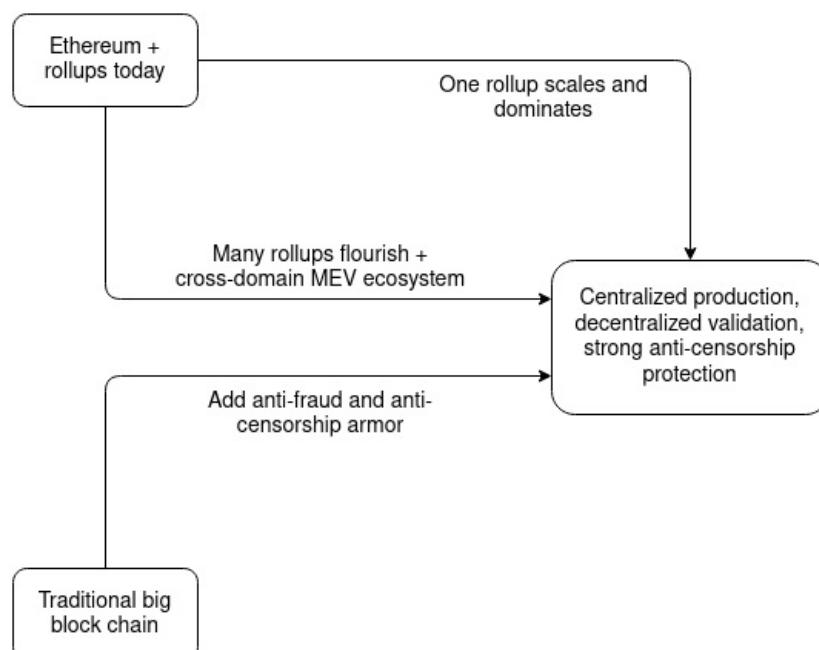 Ethereum +
rollups today
One rollup scales and
dominates
Many rollups flourish +
cross-domain MEV ecosystem
Centralized production,
decentralized validation,
strong anti-censorship
protection
Add anti-fraud and anti-
censorship armor
Traditional big
block chain